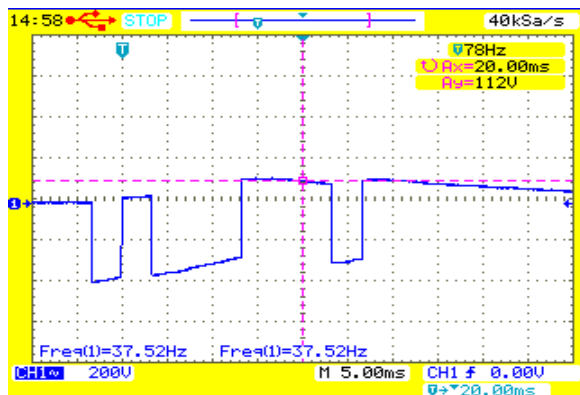 14:58 STOP 40kSa/s
T
T 78Hz
Ax=20.00ms
Ay=112V
1
Freq(1)=37.52Hz Freq(1)=37.52Hz
CH1~ 200V M 5.00ms CH1 0.00V
T→▼20.00ms